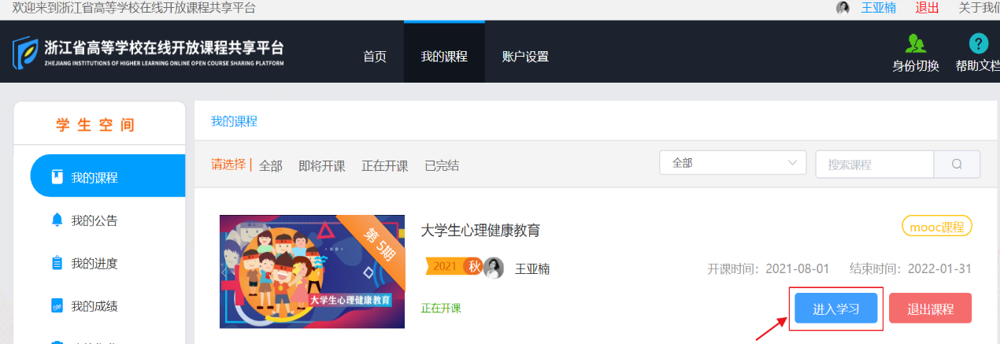 欢迎来到浙江省高等学校在线开放课程共享平台
王亚楠 退出 关于我们
浙江省高等学校在线开放课程共享平台
ZHEJIANG INSTITUTIONS OF HIGHER LEARNING ONLINE OPEN COURSE SHARING PLATFORM
首页 我的课程 账户设置
身份切换 帮助文档
学生空间
我的课程
我的公告
我的进度
我的成绩
我的课程
请选择 | 全部 即将开课 正在开课 已完结
全部
搜索课程
第5期
大学生心理健康教育
大学生心理健康教育
mooc课程
2021 秋 王亚楠
开课时间：2021-08-01 结束时间：2022-01-31
正在开课
进入学习 退出课程